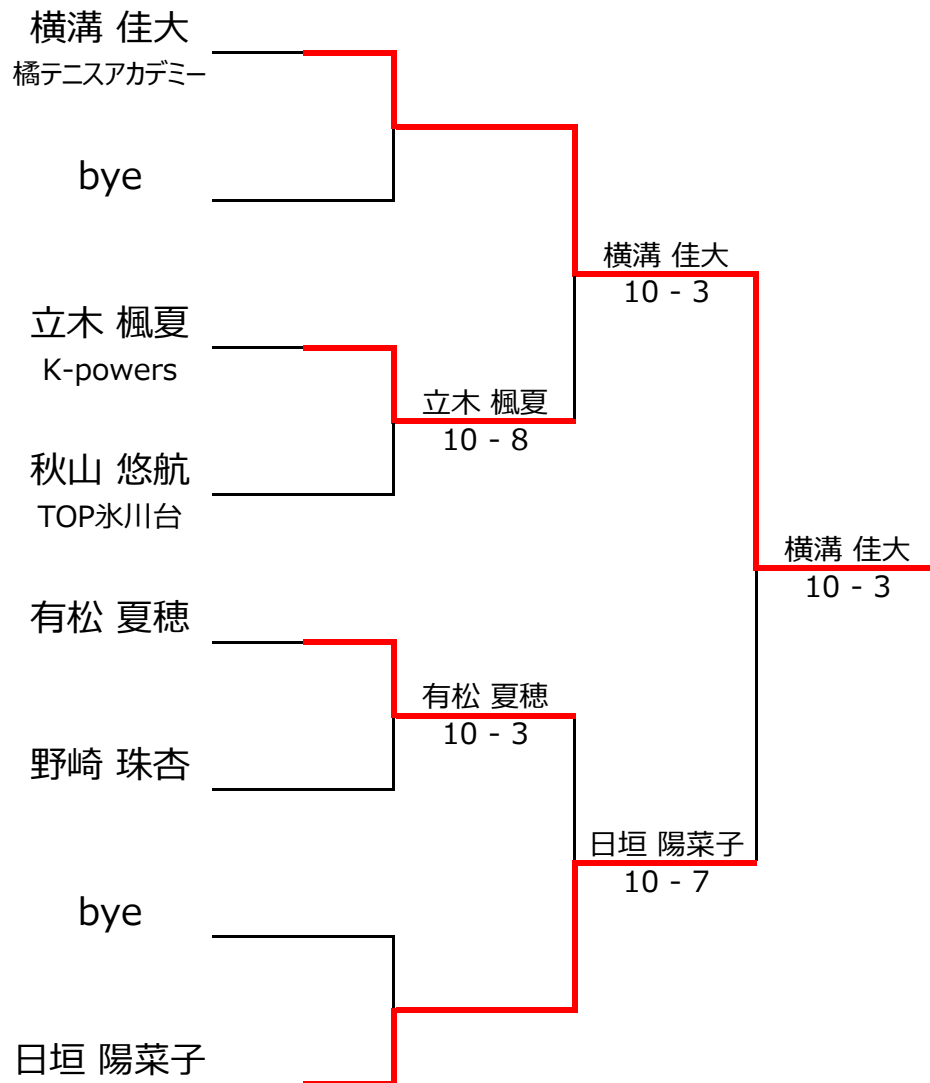 横溝 佳大
橘テニスアカデミー
bye
横溝 佳大
10 - 3
立木 楓夏
K-powers
立木 楓夏
10 - 8
秋山 悠航
TOP氷川台
横溝 佳大
10 - 3
有松 夏穂
有松 夏穂
10 - 3
野崎 珠杏
日垣 陽菜子
10 - 7
bye
日垣 陽菜子